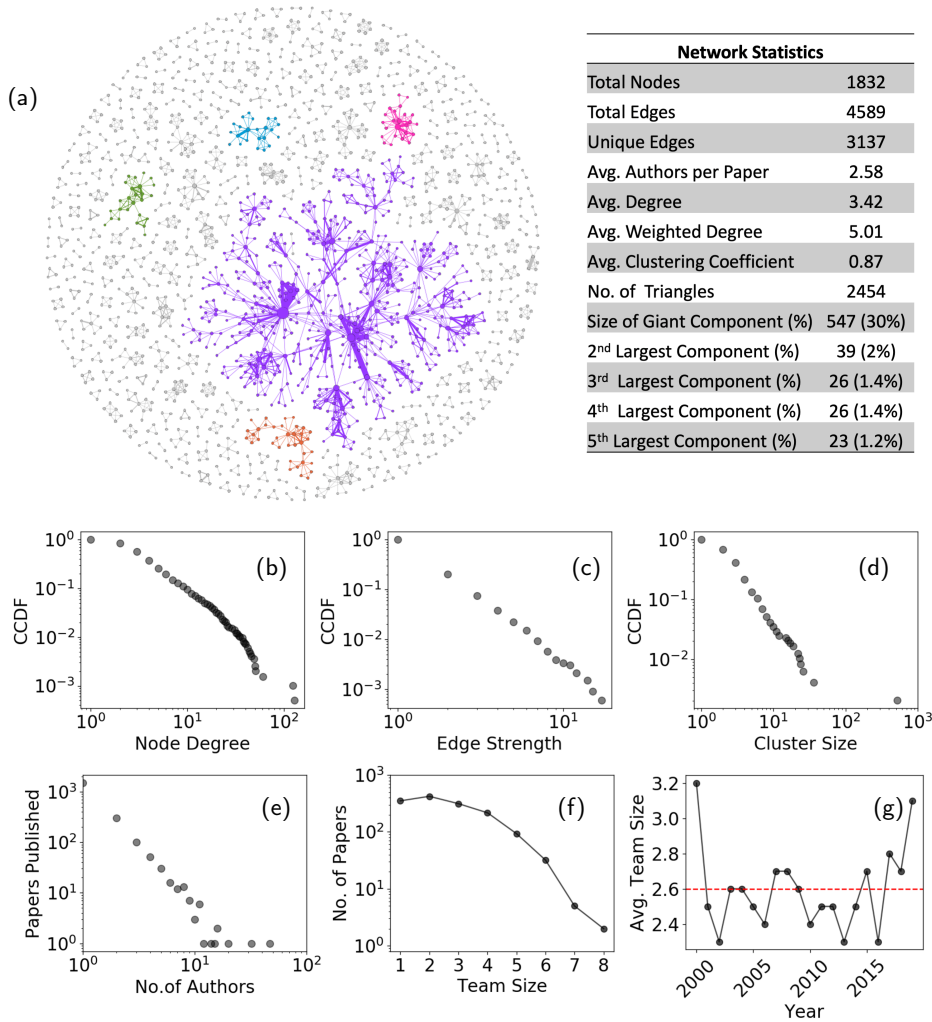 (a)
Network Statistics
Total Nodes 1832
Total Edges 4589
Unique Edges 3137
Avg. Authors per Paper 2.58
Avg. Degree 3.42
Avg. Weighted Degree 5.01
Avg. Clustering Coefficient 0.87
No. of Triangles 2454
Size of Giant Component (%) 547 (30%)
2nd Largest Component (%) 39 (2%)
3rd Largest Component (%) 26 (1.4%)
4th Largest Component (%) 26 (1.4%)
5th Largest Component (%) 23 (1.2%)
(b)
CCDF
10^0
10^-1
10^-2
10^-3
10^0 10^1 10^2
Node Degree
(c)
CCDF
10^0
10^-1
10^-2
10^-3
10^0 10^1
Edge Strength
(d)
CCDF
10^0
10^-1
10^-2
10^0 10^1 10^2 10^3
Cluster Size
(e)
Papers Published
10^3
10^2
10^1
10^0
10^0 10^1 10^2
No.of Authors
(f)
No. of Papers
10^3
10^2
10^1
10^0
1 2 3 4 5 6 7 8
Team Size
(g)
Avg. Team Size
3.2
3.0
2.8
2.6
2.4
2000 2005 2010 2015
Year